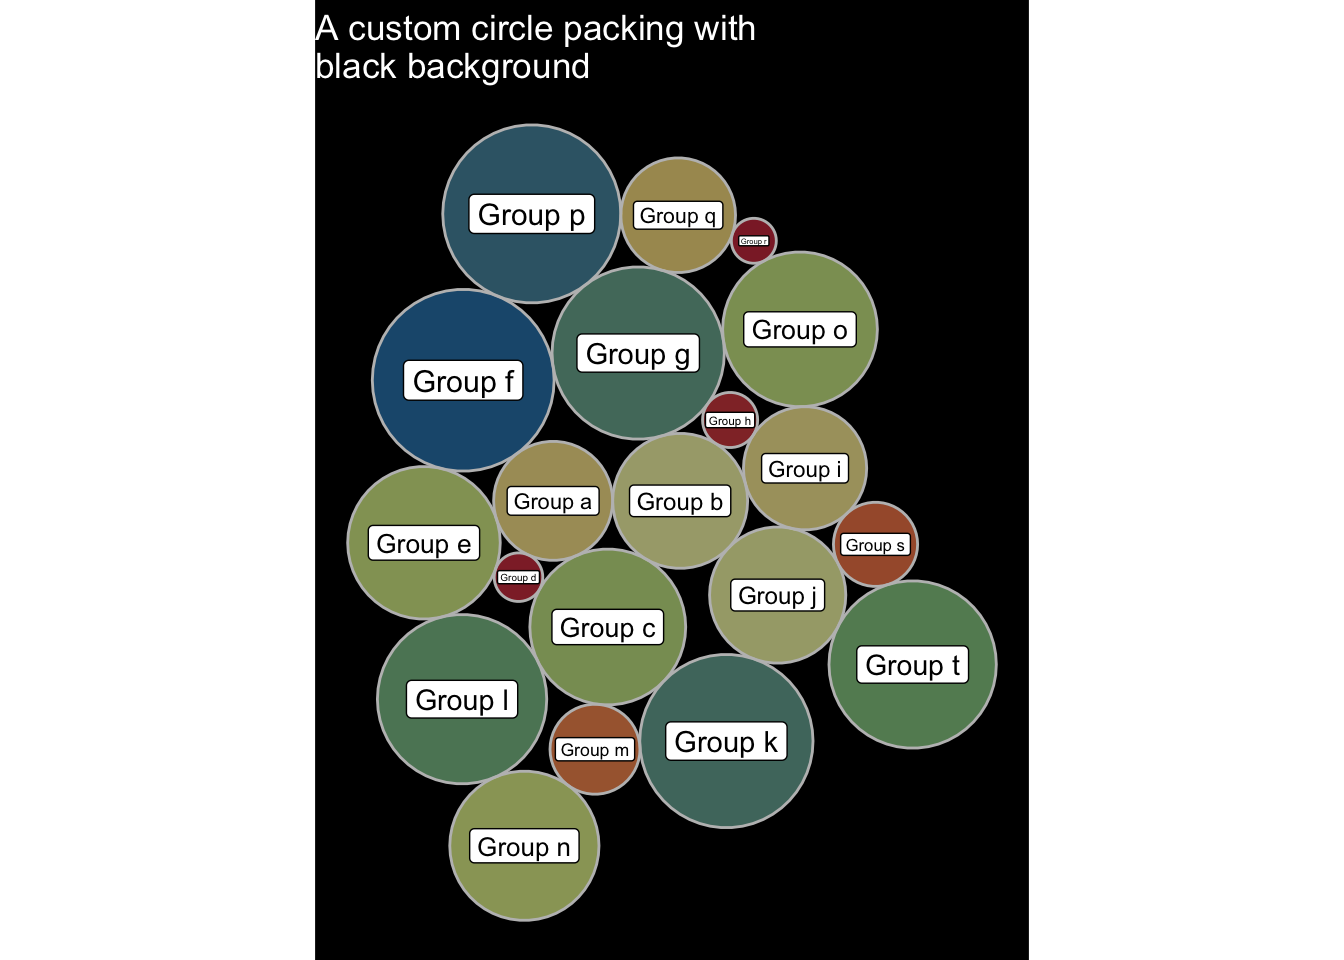 A custom circle packing with
black background
Group p
Group q
Group r
Group o
Group g
Group f
Group h
Group i
Group a
Group b
Group e
Group s
Group d
Group j
Group c
Group t
Group l
Group k
Group m
Group n